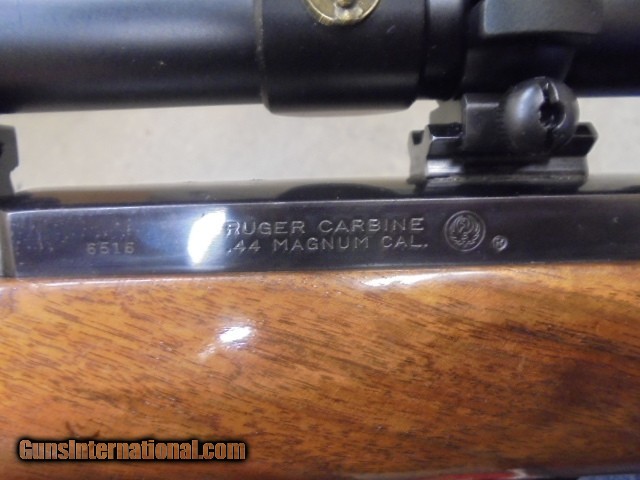 RUGER CARBINE
.44 MAGNUM CAL.
6516
®
GunsInternational.com